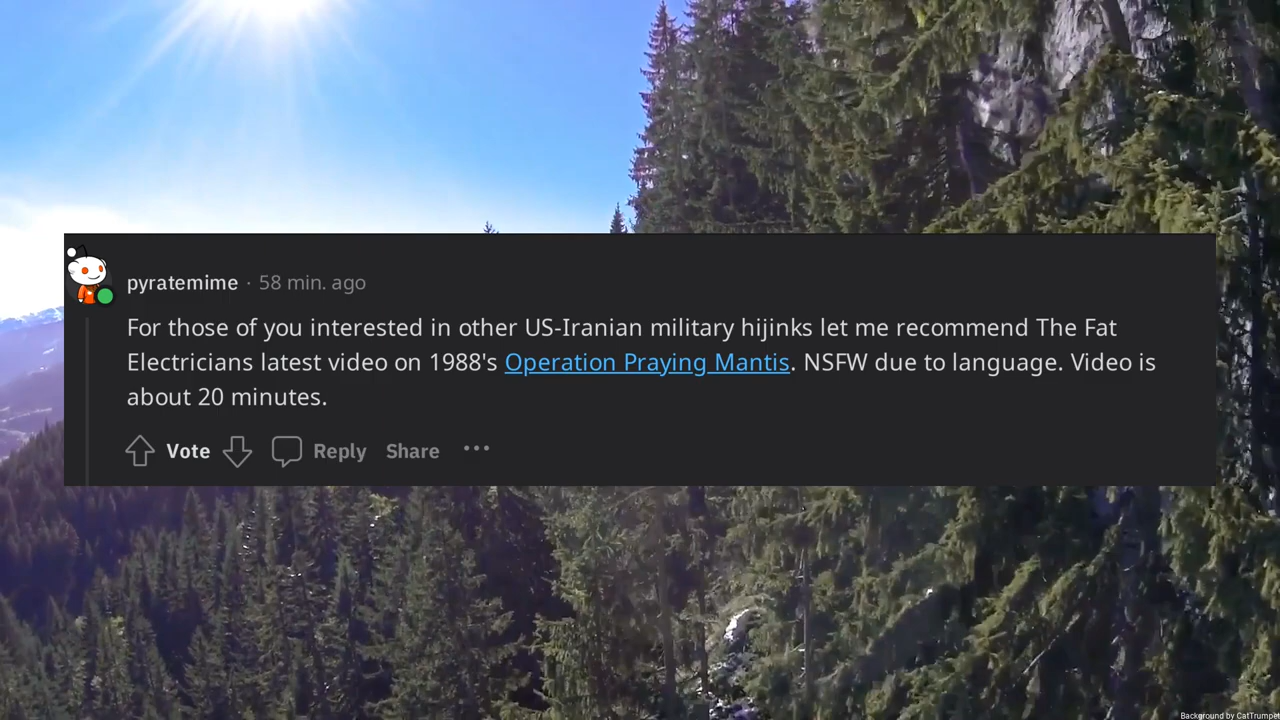 pyratemime · 58 min. ago
For those of you interested in other US-Iranian military hijinks let me recommend The Fat
Electricians latest video on 1988's Operation Praying Mantis. NSFW due to language. Video is
about 20 minutes.
Vote Reply Share ···
Background by CatTrumpet